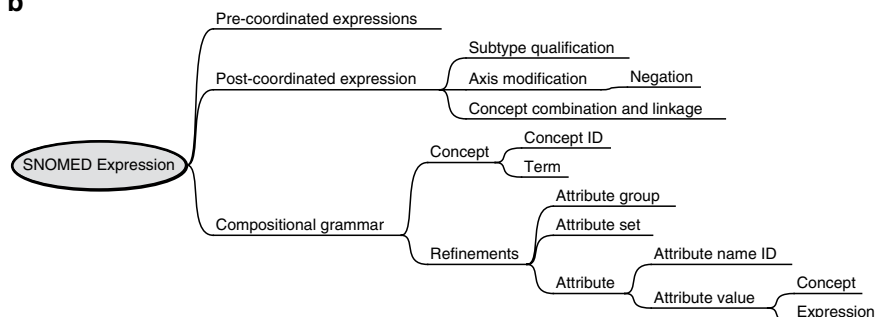 b
Pre-coordinated expressions
Subtype qualification
Post-coordinated expression
Axis modification
Negation
Concept combination and linkage
SNOMED Expression
Concept
Concept ID
Term
Compositional grammar
Attribute group
Attribute set
Refinements
Attribute name ID
Attribute
Attribute value
Concept
Expression